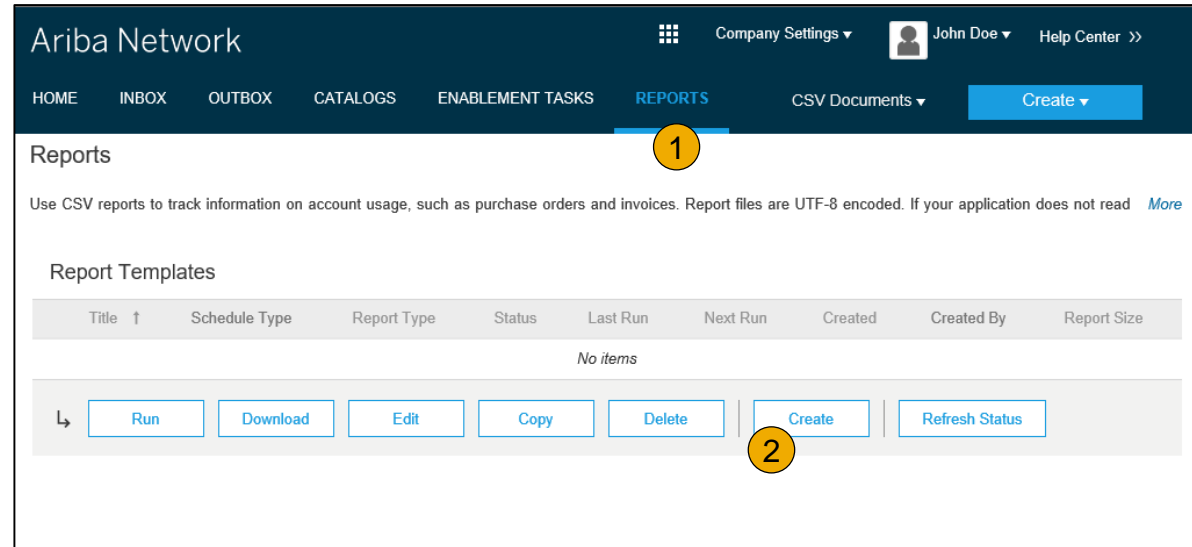 Ariba Network
Company Settings ▾ John Doe ▾ Help Center >>
HOME INBOX OUTBOX CATALOGS ENABLEMENT TASKS REPORTS CSV Documents ▾ Create ▾
1
Reports
Use CSV reports to track information on account usage, such as purchase orders and invoices. Report files are UTF-8 encoded. If your application does not read More
Report Templates
Title ↑ Schedule Type Report Type Status Last Run Next Run Created Created By Report Size
No items
Run Download Edit Copy Delete Create Refresh Status
2